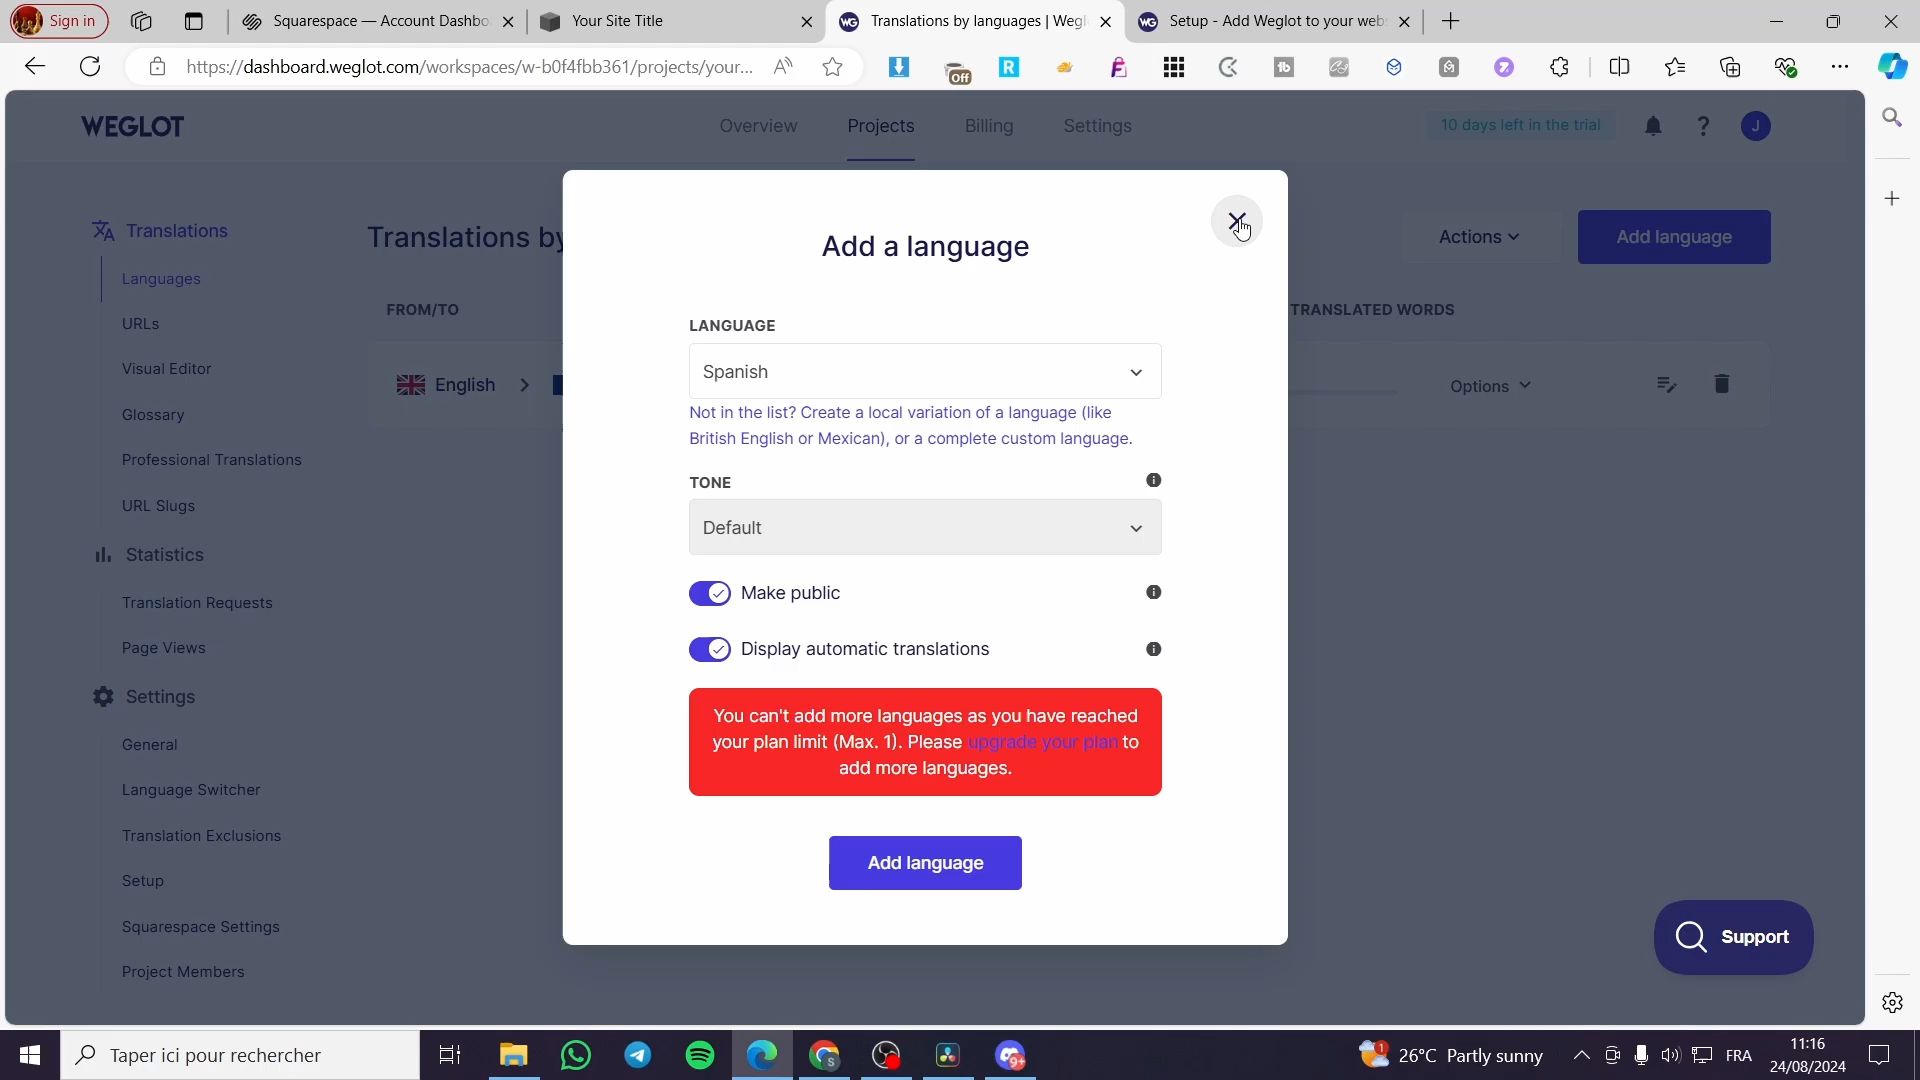 Sign in
Squarespace — Account Dashbo
Your Site Title
Translations by languages | Wegl
Setup - Add Weglot to your web
https://dashboard.weglot.com/workspaces/w-b0f4fbb361/projects/your...
Off
WEGLOT
Overview
Projects
Billing
Settings
10 days left in the trial
J
Translations
Languages
URLs
Visual Editor
Glossary
Professional Translations
URL Slugs
Statistics
Translation Requests
Page Views
Settings
General
Language Switcher
Translation Exclusions
Setup
Squarespace Settings
Project Members
Translations by
Actions
Add language
FROM/TO
TRANSLATED WORDS
English
Options
Add a language
LANGUAGE
Spanish
Not in the list? Create a local variation of a language (like
British English or Mexican), or a complete custom language.
TONE
Default
Make public
Display automatic translations
You can't add more languages as you have reached
your plan limit (Max. 1). Please upgrade your plan to
add more languages.
Add language
Support
Taper ici pour rechercher
26°C Partly sunny
FRA
11:16
24/08/2024